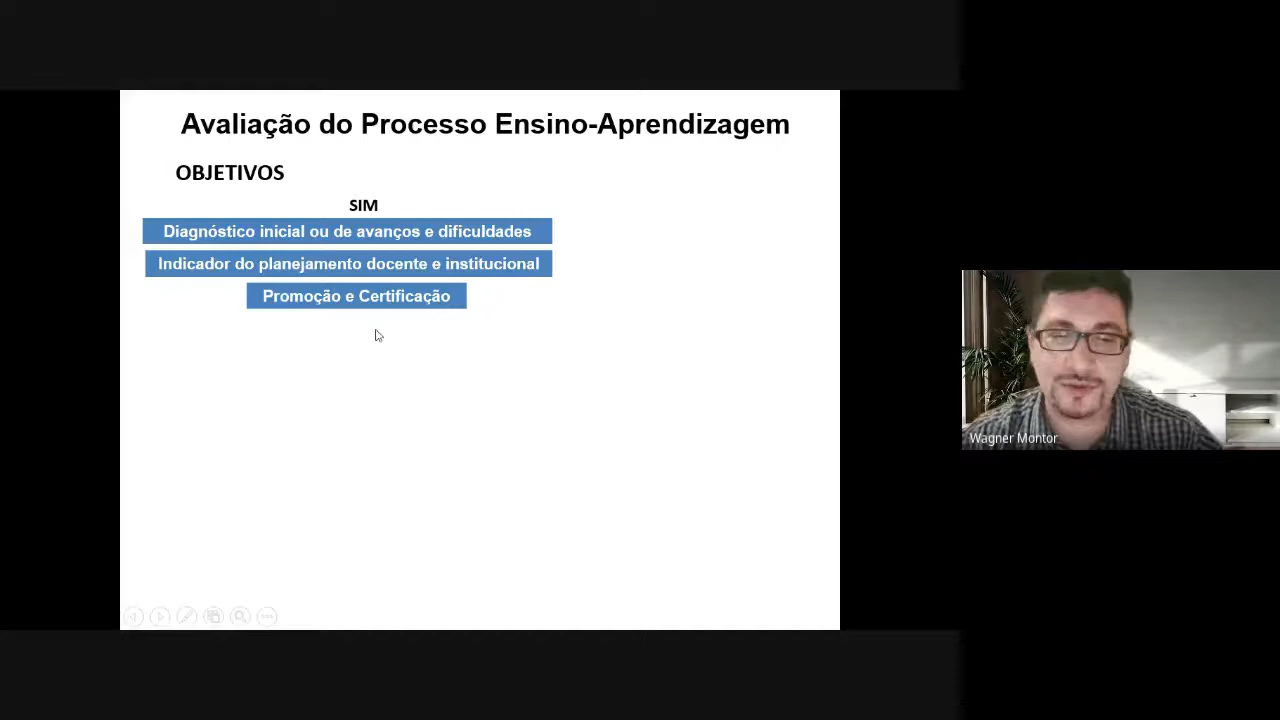 Avaliação do Processo Ensino-Aprendizagem
OBJETIVOS
SIM
Diagnóstico inicial ou de avanços e dificuldades
Indicador do planejamento docente e institucional
Promoção e Certificação
Wagner Montor